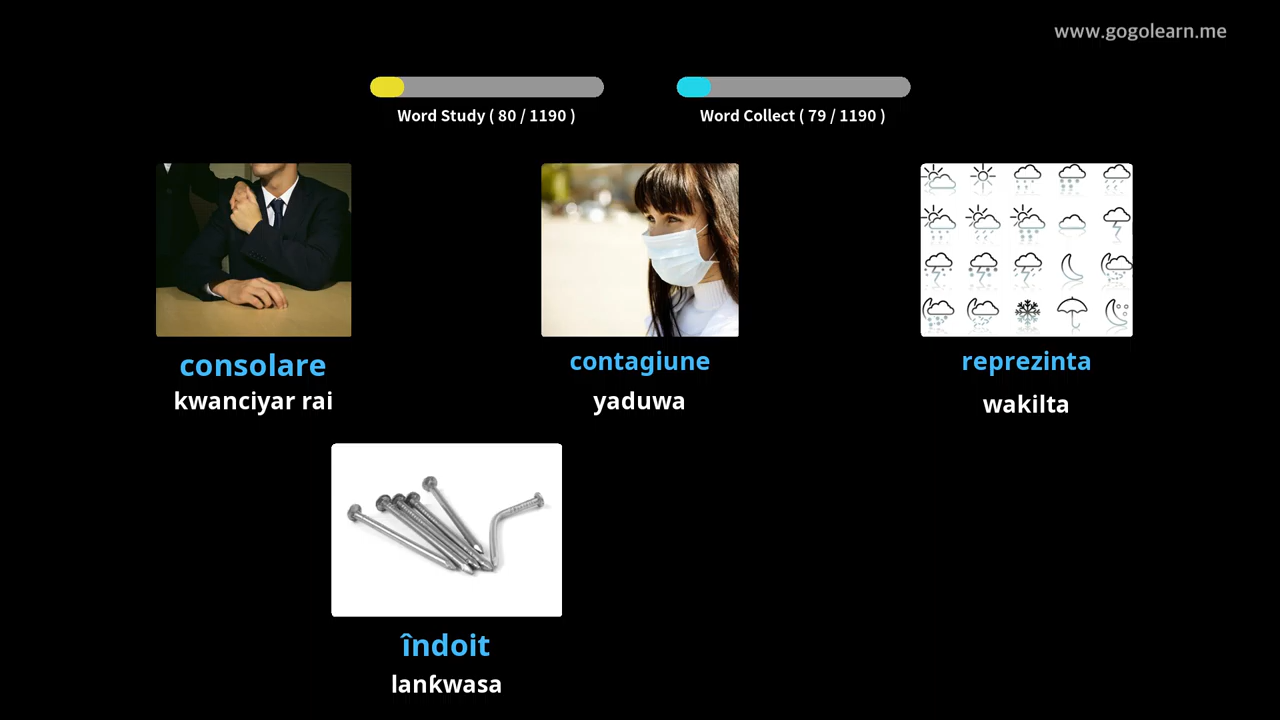 www.gogolearn.me
Word Study ( 80 / 1190 )
Word Collect ( 79 / 1190 )
consolare
kwanciyar rai
contagiune
yaduwa
reprezinta
wakilta
îndoit
lanƙwasa